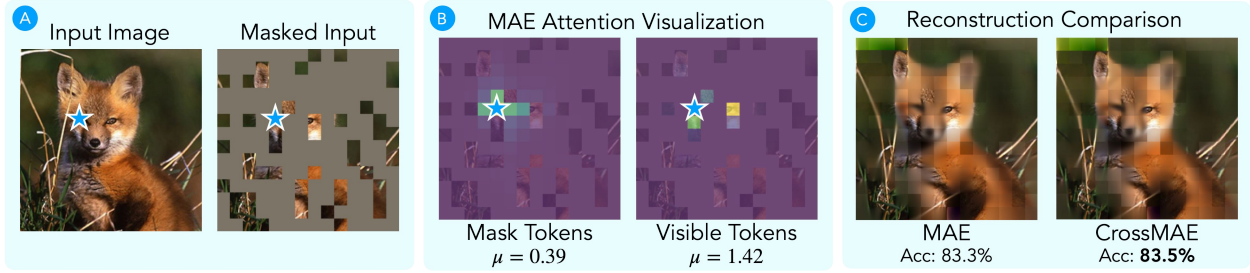 A
Input Image
Masked Input
B
MAE Attention Visualization
Mask Tokens
μ = 0.39
Visible Tokens
μ = 1.42
C
Reconstruction Comparison
MAE
Acc: 83.3%
CrossMAE
Acc: 83.5%